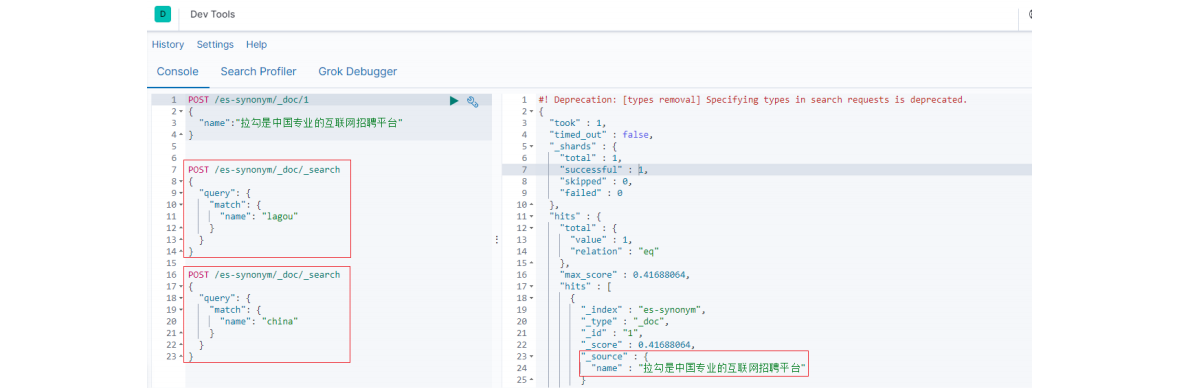 D Dev Tools
History Settings Help
Console Search Profiler Grok Debugger
1 POST /es-synonym/_doc/1
2 {
3 "name":"拉勾是中国专业的互联网招聘平台"
4 }
5
6
7 POST /es-synonym/_doc/_search
8 {
9 "query": {
10 "match": {
11 "name": "lagou"
12 }
13 }
14 }
15
16 POST /es-synonym/_doc/_search
17 {
18 "query": {
19 "match": {
20 "name": "china"
21 }
22 }
23 }
1 #! Deprecation: [types removal] Specifying types in search requests is deprecated.
2 {
3 "took" : 1,
4 "timed_out" : false,
5 "_shards" : {
6 "total" : 1,
7 "successful" : 1,
8 "skipped" : 0,
9 "failed" : 0
10 },
11 "hits" : {
12 "total" : {
13 "value" : 1,
14 "relation" : "eq"
15 },
16 "max_score" : 0.41688064,
17 "hits" : [
18 {
19 "_index" : "es-synonym",
20 "_type" : "_doc",
21 "_id" : "1",
22 "_score" : 0.41688064,
23 "_source" : {
24 "name" : "拉勾是中国专业的互联网招聘平台"
25 }